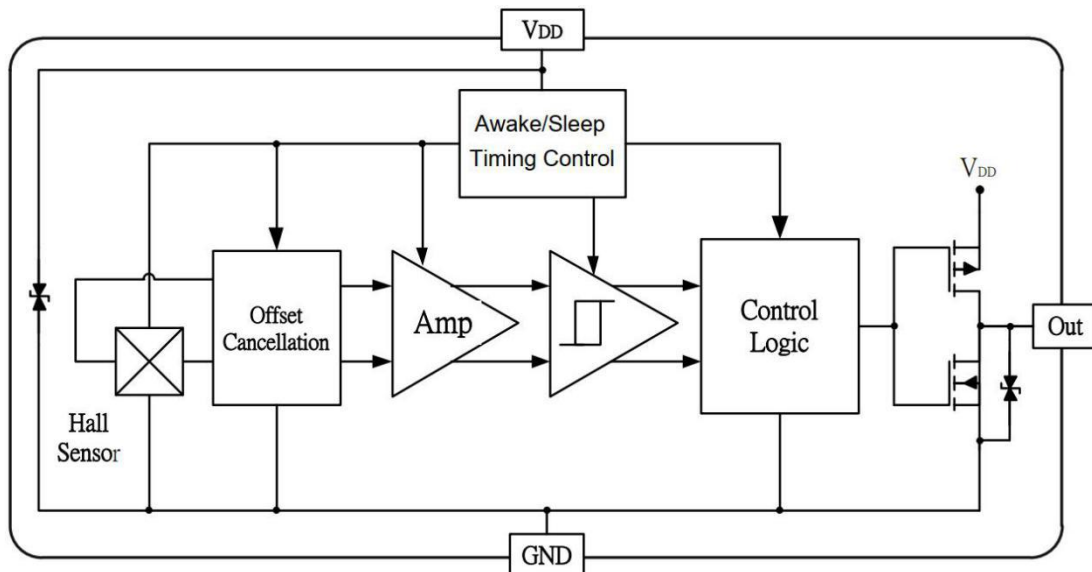 VDD
Awake/Sleep
Timing Control
VDD
Offset
Cancellation
Amp
Control
Logic
Out
Hall
Sensor
GND